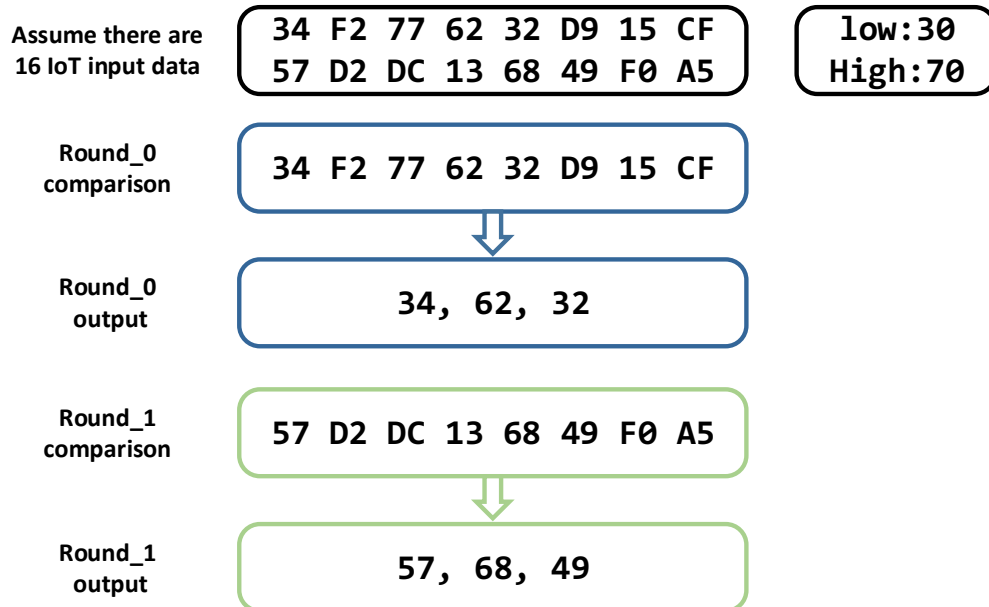 Assume there are
16 IoT input data
34 F2 77 62 32 D9 15 CF
57 D2 DC 13 68 49 F0 A5
low:30
High:70
Round_0
comparison
34 F2 77 62 32 D9 15 CF
Round_0
output
34, 62, 32
Round_1
comparison
57 D2 DC 13 68 49 F0 A5
Round_1
output
57, 68, 49